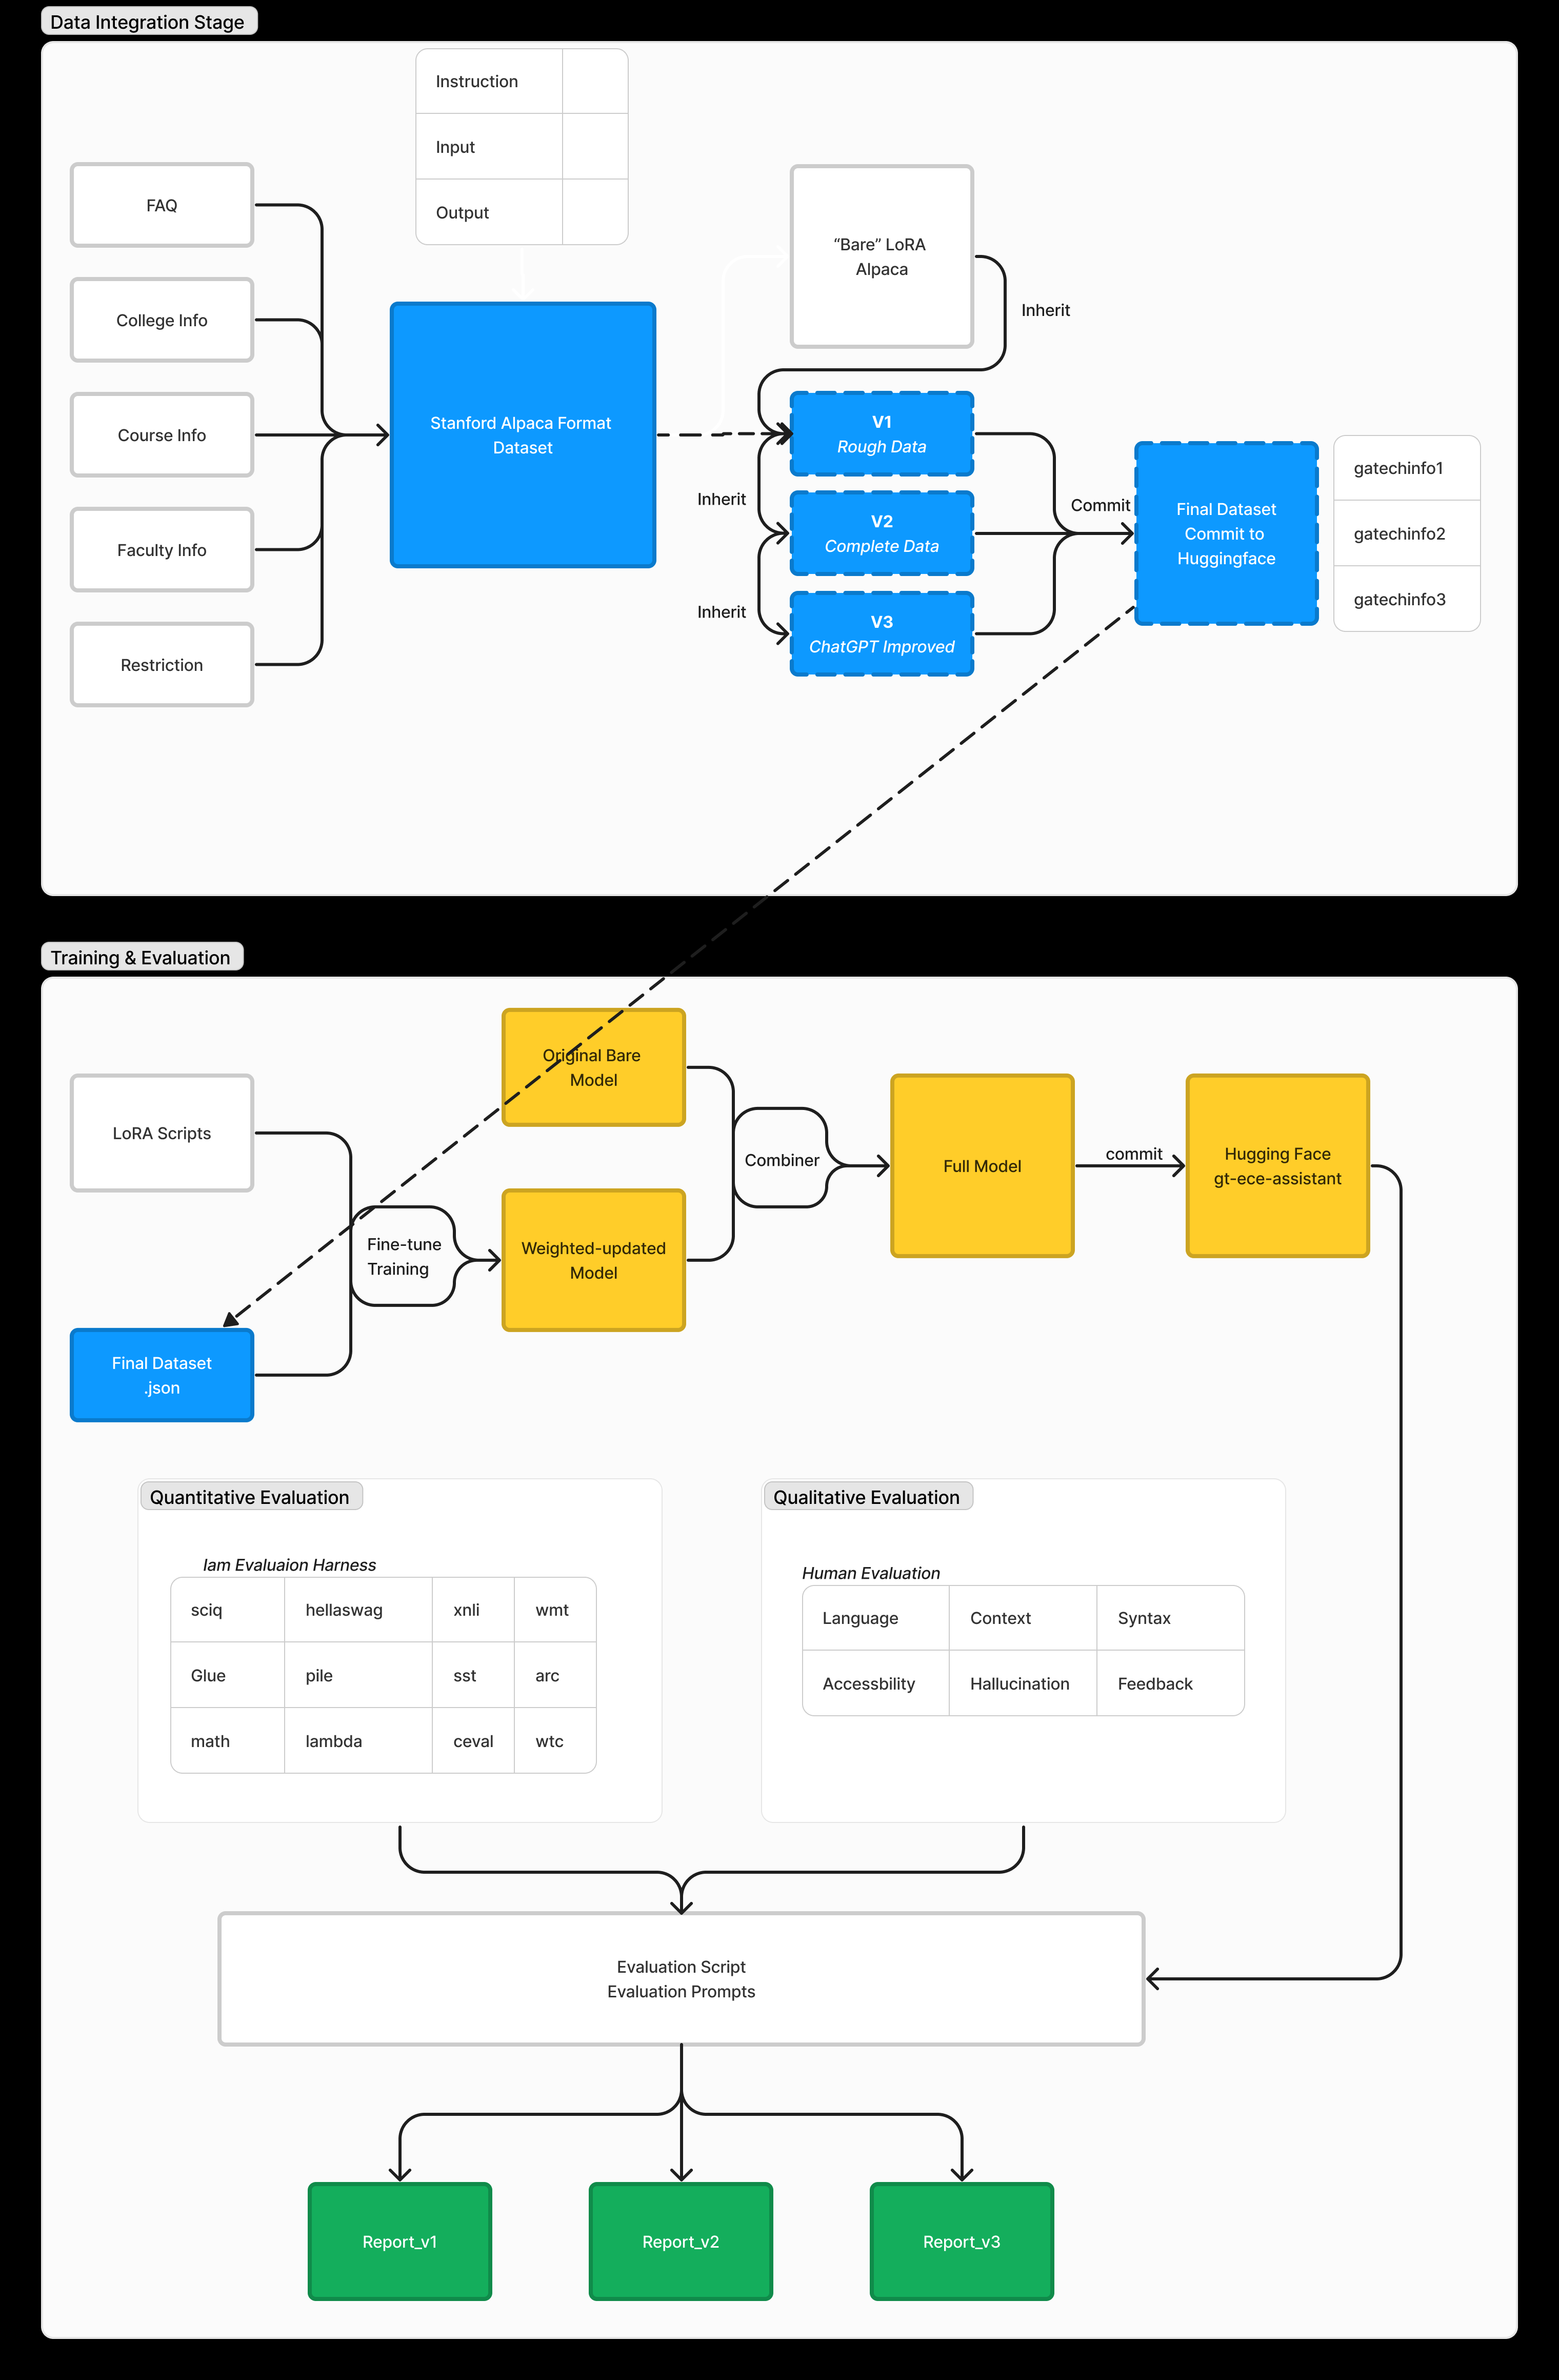 Data Integration Stage
Instruction
Input
Output
FAQ
College Info
Course Info
Faculty Info
Restriction
Stanford Alpaca Format
Dataset
“Bare” LoRA
Alpaca
Inherit
V1
Rough Data
Inherit
V2
Complete Data
Inherit
V3
ChatGPT Improved
Commit
Final Dataset
Commit to
Huggingface
gatechinfo1
gatechinfo2
gatechinfo3
Training & Evaluation
LoRA Scripts
Final Dataset
.json
Fine-tune
Training
Original Bare
Model
Weighted-updated
Model
Combiner
Full Model
commit
Hugging Face
gt-ece-assistant
Quantitative Evaluation
lam Evaluaion Harness
sciq hellaswag xnli wmt
Glue pile sst arc
math lambda ceval wtc
Qualitative Evaluation
Human Evaluation
Language Context Syntax
Accessbility Hallucination Feedback
Evaluation Script
Evaluation Prompts
Report_v1
Report_v2
Report_v3